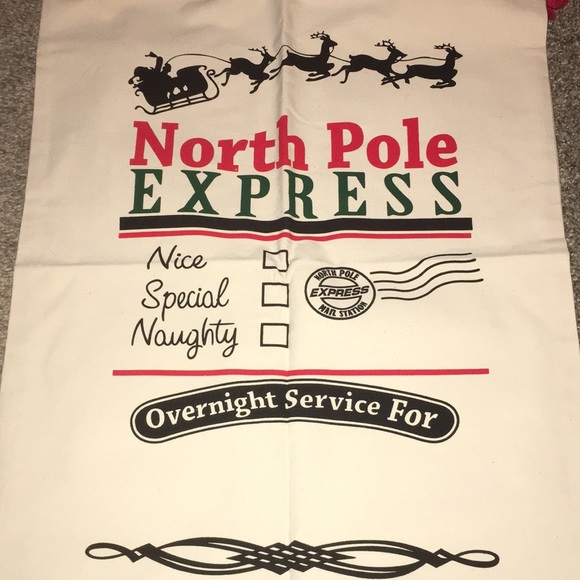 North Pole
EXPRESS
Nice
Special
Naughty
NORTH POLE
EXPRESS
MAIL STATION
Overnight Service For